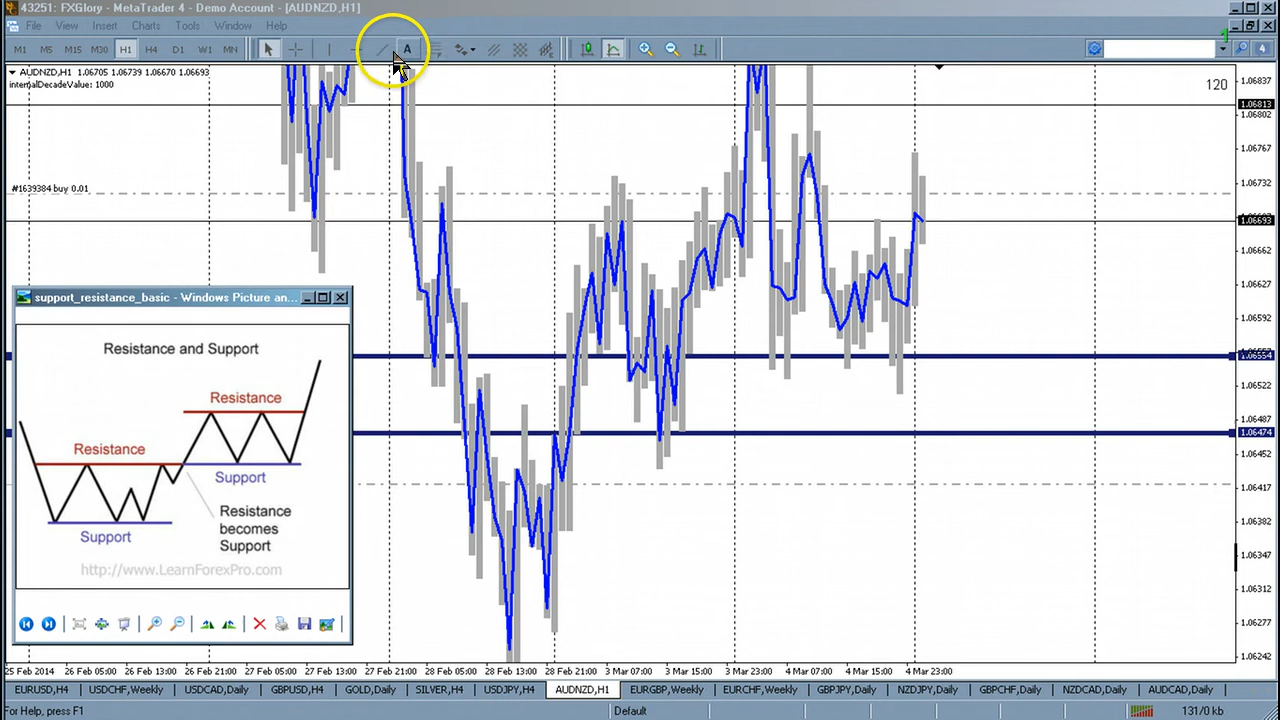 43251: FXGlory - MetaTrader 4 - Demo Account - [AUDNZD,H1]
File View Insert Charts Tools Window Help
M1 M5 M15 M30 H1 H4 D1 W1 MN A 4
AUDNZD,H1 1.06705 1.06739 1.06670 1.06693
internalDecadeValue: 1000
120
1.06837
1.06813
1.06802
1.06767
#1639384 buy 0.01
1.06732
1.06693
1.06662
1.06627
1.06592
1.06554
1.06522
1.06487
1.06474
1.06452
1.06417
1.06382
1.06347
1.06312
1.06277
1.06242
support_resistance_basic - Windows Picture an...
Resistance and Support
Resistance
Resistance
Support
Resistance
becomes
Support
Support
http://www.LearnForexPro.com
25 Feb 2014 26 Feb 05:00 26 Feb 13:00 26 Feb 21:00 27 Feb 05:00 27 Feb 13:00 27 Feb 21:00 28 Feb 05:00 28 Feb 13:00 28 Feb 21:00 3 Mar 07:00 3 Mar 15:00 3 Mar 23:00 4 Mar 07:00 4 Mar 15:00 4 Mar 23:00
EURUSD,H4 USDCHF,Weekly USDCAD,Daily GBPUSD,H4 GOLD,Daily SILVER,H4 USDJPY,H4 AUDNZD,H1 EURGBP,Weekly EURCHF,Weekly GBPJPY,Daily NZDJPY,Daily GBPCHF,Daily NZDCAD,Daily AUDCAD,Daily
For Help, press F1 Default 131/0 kb